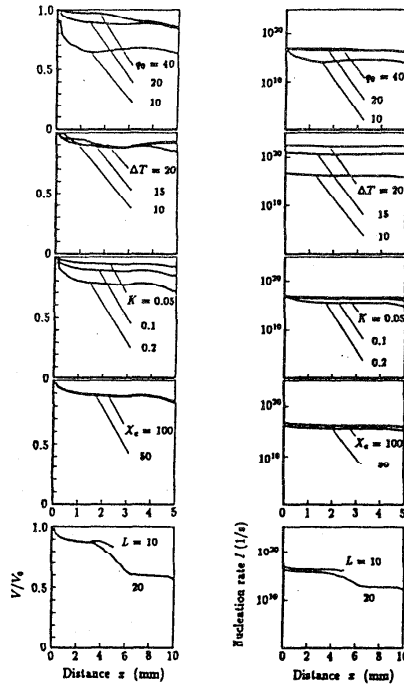 1.0
0.5
0
φ₀ = 40
20
10
10²⁰
10¹⁰
φ₀ = 40
20
10
0.5
0
ΔT = 20
15
10
10²⁰
10¹⁰
ΔT = 20
15
10
0.5
0
K = 0.05
0.1
0.2
10²⁰
10¹⁰
K = 0.05
0.1
0.2
0.5
0
X_c = 100
50
0 1 2 3 4 5
10²⁰
10¹⁰
X_c = 100
0 1 2 3 4 5
V/V₀
1.0
0.5
0.0
L = 10
20
0 2 4 6 8 10
Distance x (mm)
Nucleation rate I (1/s)
10²⁰
10¹⁰
L = 10
20
0 2 4 6 8 10
Distance x (mm)